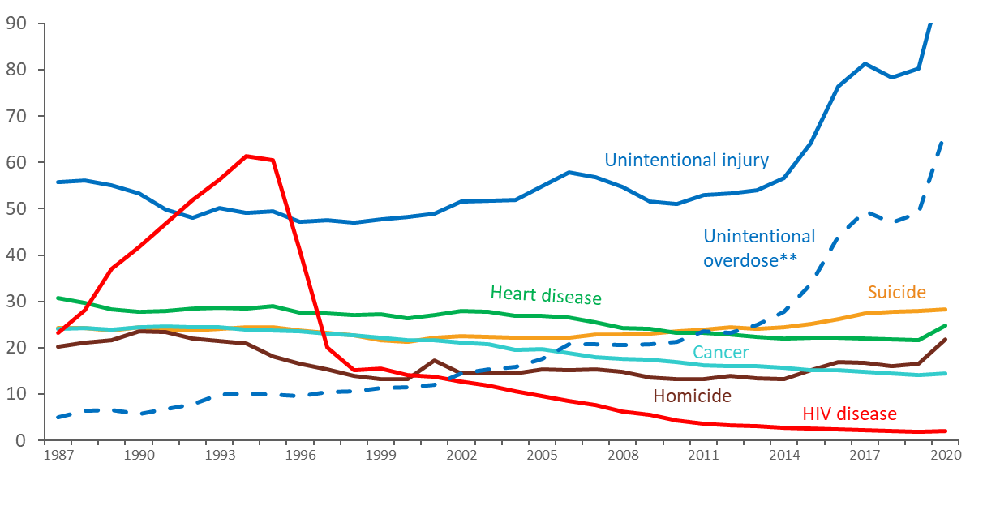 90
80
70
60
50
40
30
20
10
0
Unintentional injury
Unintentional
overdose**
Heart disease
Suicide
Cancer
Homicide
HIV disease
1987 1990 1993 1996 1999 2002 2005 2008 2011 2014 2017 2020